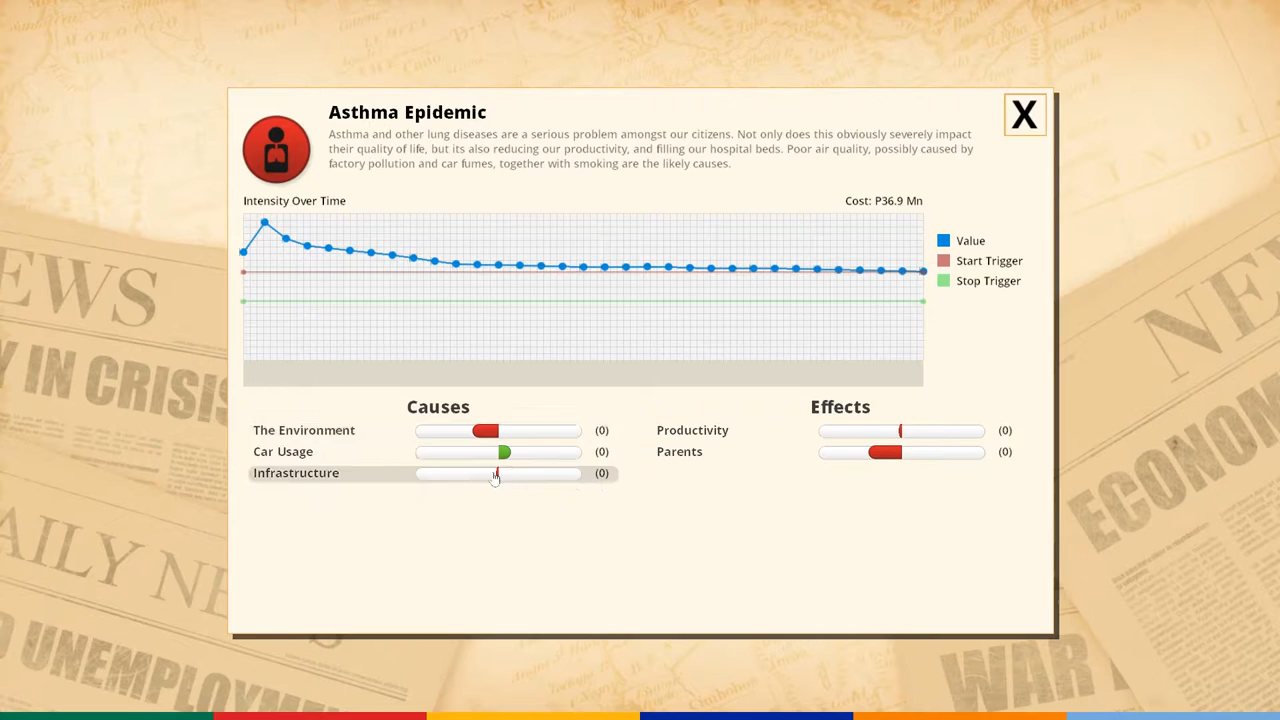 Asthma Epidemic
X
Asthma and other lung diseases are a serious problem amongst our citizens. Not only does this obviously severely impact
their quality of life, but its also reducing our productivity, and filling our hospital beds. Poor air quality, possibly caused by
factory pollution and car fumes, together with smoking are the likely causes.
Intensity Over Time
Cost: P36.9 Mn
Value
Start Trigger
Stop Trigger
Causes
The Environment (0)
Car Usage (0)
Infrastructure (0)
Effects
Productivity (0)
Parents (0)
EWS
Y IN CRISIS
AILY NE
UNEMPLOYM
NE
ECONOM
WAR